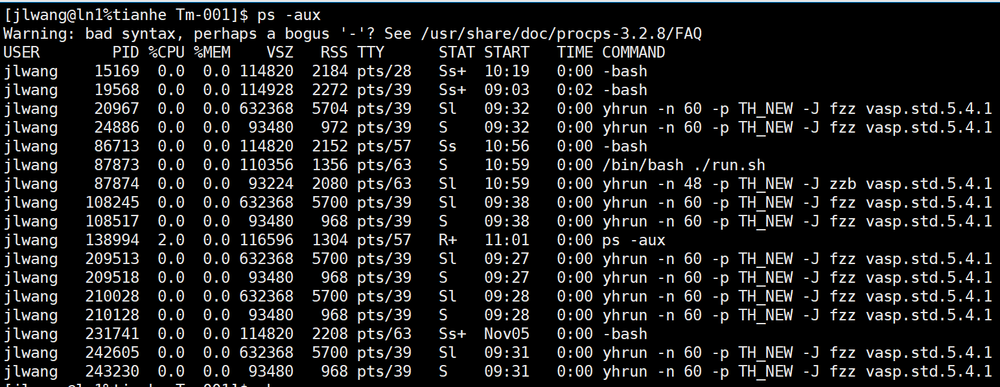 [jlwang@ln1%tianhe Tm-001]$ ps -aux
Warning: bad syntax, perhaps a bogus '-'? See /usr/share/doc/procps-3.2.8/FAQ
USER        PID %CPU %MEM    VSZ   RSS TTY      STAT START   TIME COMMAND
jlwang    15169  0.0  0.0 114820  2184 pts/28   Ss+  10:19   0:00 -bash
jlwang    19568  0.0  0.0 114928  2272 pts/39   Ss+  09:03   0:02 -bash
jlwang    20967  0.0  0.0 632368  5704 pts/39   Sl   09:32   0:00 yhrun -n 60 -p TH_NEW -J fzz vasp.std.5.4.1
jlwang    24886  0.0  0.0  93480   972 pts/39   S    09:32   0:00 yhrun -n 60 -p TH_NEW -J fzz vasp.std.5.4.1
jlwang    86713  0.0  0.0 114820  2152 pts/57   Ss   10:56   0:00 -bash
jlwang    87873  0.0  0.0 110356  1356 pts/63   S    10:59   0:00 /bin/bash ./run.sh
jlwang    87874  0.0  0.0  93224  2080 pts/63   Sl   10:59   0:00 yhrun -n 48 -p TH_NEW -J zzb vasp.std.5.4.1
jlwang   108245  0.0  0.0 632368  5700 pts/39   Sl   09:38   0:00 yhrun -n 60 -p TH_NEW -J fzz vasp.std.5.4.1
jlwang   108517  0.0  0.0  93480   968 pts/39   S    09:38   0:00 yhrun -n 60 -p TH_NEW -J fzz vasp.std.5.4.1
jlwang   138994  2.0  0.0 116596  1304 pts/57   R+   11:01   0:00 ps -aux
jlwang   209513  0.0  0.0 632368  5700 pts/39   Sl   09:27   0:00 yhrun -n 60 -p TH_NEW -J fzz vasp.std.5.4.1
jlwang   209518  0.0  0.0  93480   968 pts/39   S    09:27   0:00 yhrun -n 60 -p TH_NEW -J fzz vasp.std.5.4.1
jlwang   210028  0.0  0.0 632368  5700 pts/39   Sl   09:28   0:00 yhrun -n 60 -p TH_NEW -J fzz vasp.std.5.4.1
jlwang   210128  0.0  0.0  93480   968 pts/39   S    09:28   0:00 yhrun -n 60 -p TH_NEW -J fzz vasp.std.5.4.1
jlwang   231741  0.0  0.0 114820  2208 pts/63   Ss+  Nov05   0:00 -bash
jlwang   242605  0.0  0.0 632368  5700 pts/39   Sl   09:31   0:00 yhrun -n 60 -p TH_NEW -J fzz vasp.std.5.4.1
jlwang   243230  0.0  0.0  93480   968 pts/39   S    09:31   0:00 yhrun -n 60 -p TH_NEW -J fzz vasp.std.5.4.1